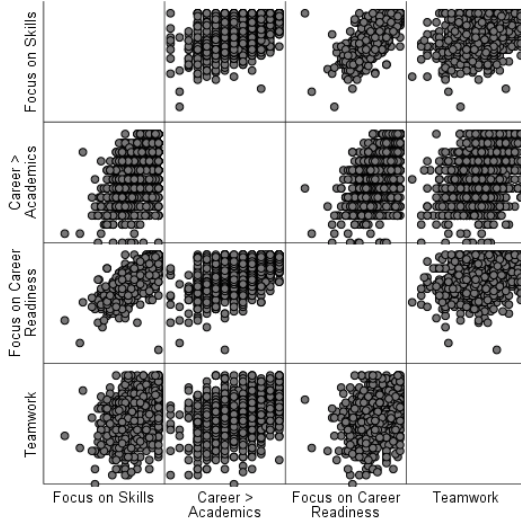 Focus on Skills
Career >
Academics
Focus on Career
Readiness
Teamwork
Focus on Skills
Career >
Academics
Focus on Career
Readiness
Teamwork